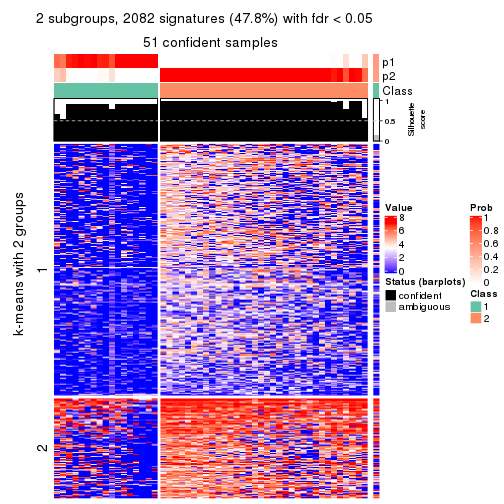 2 subgroups, 2082 signatures (47.8%) with fdr < 0.05
51 confident samples
p1
p2
Class
1
0.5
0
Silhouette
score
k-means with 2 groups
1
2
Value
8
6
4
2
0
Status (barplots)
confident
ambiguous
Prob
1
0.8
0.6
0.4
0.2
0
Class
1
2